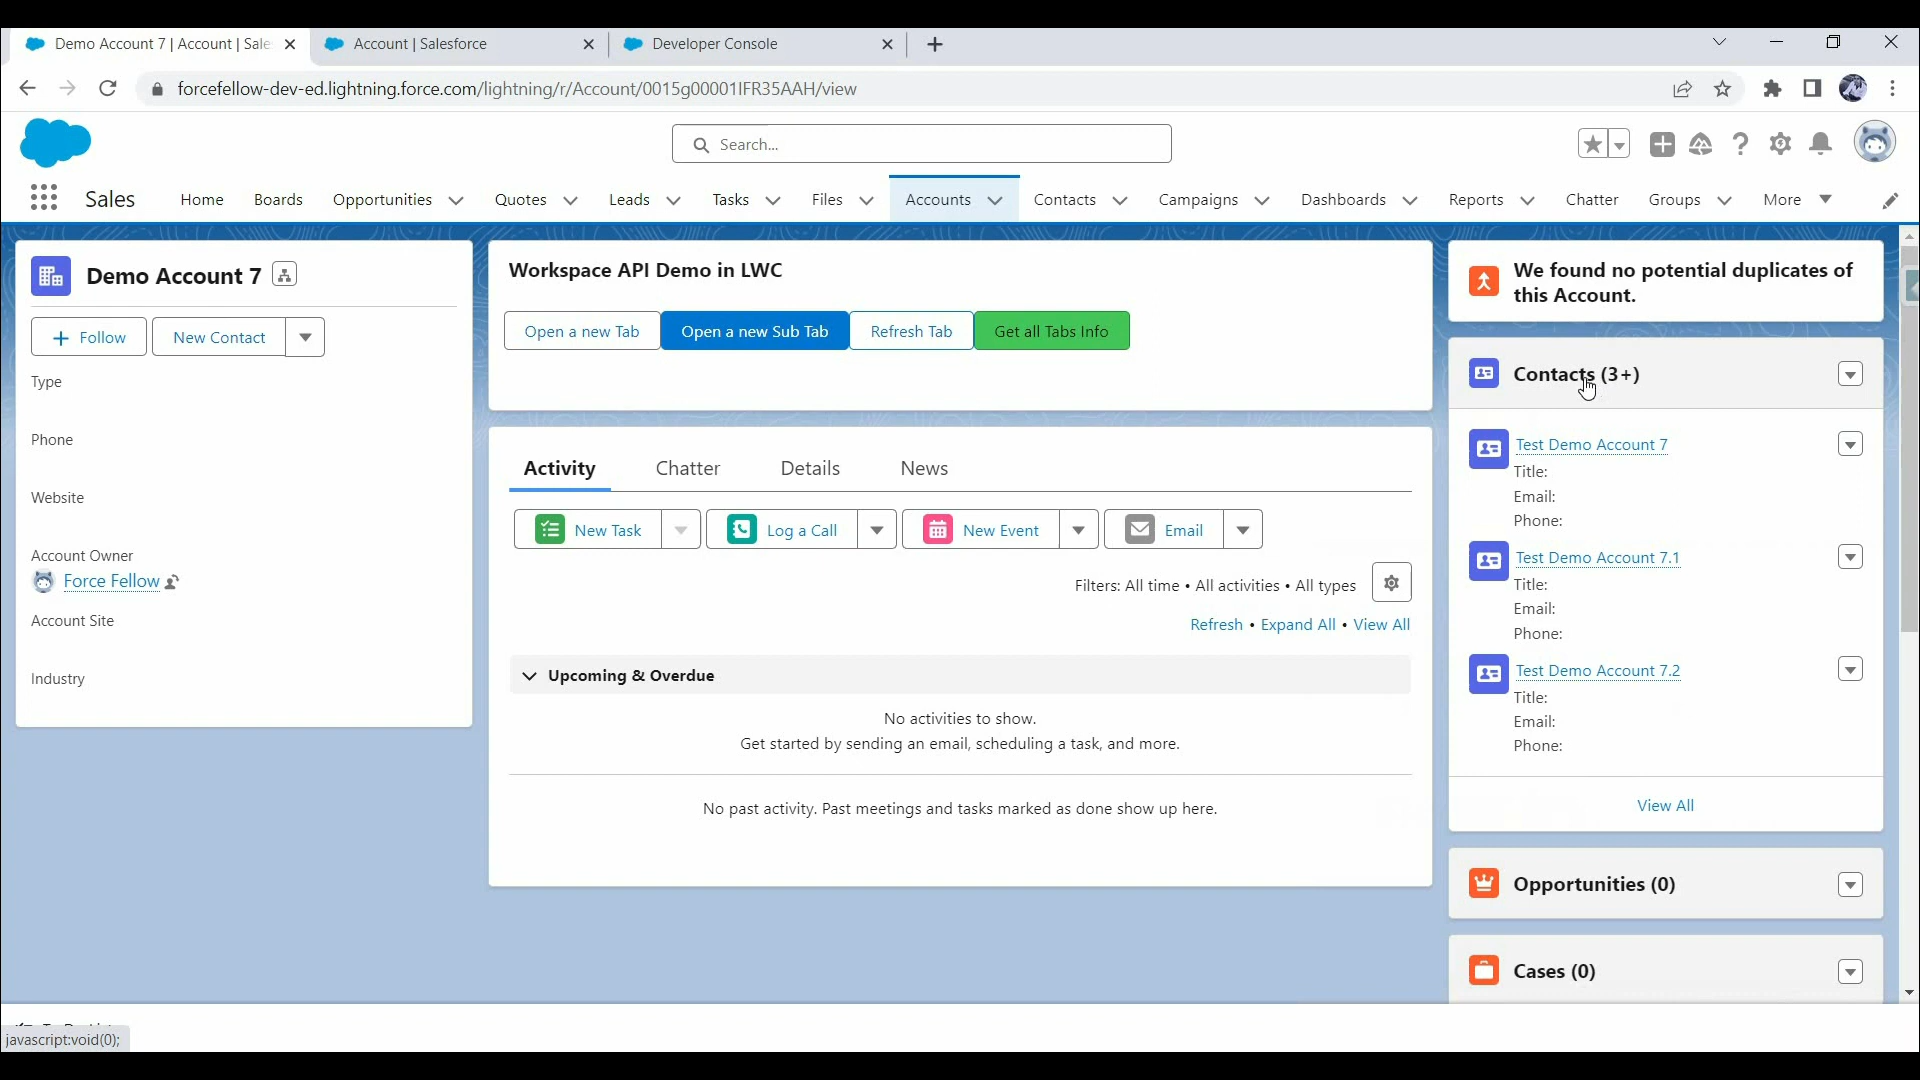 Demo Account 7 | Account | Sale
Account | Salesforce
Developer Console
forcefellow-dev-ed.lightning.force.com/lightning/r/Account/0015g00001IFR35AAH/view
Search...
Sales
Home
Boards
Opportunities
Quotes
Leads
Tasks
Files
Accounts
Contacts
Campaigns
Dashboards
Reports
Chatter
Groups
More
Demo Account 7
Follow
New Contact
Type
Phone
Website
Account Owner
Force Fellow
Account Site
Industry
Workspace API Demo in LWC
Open a new Tab
Open a new Sub Tab
Refresh Tab
Get all Tabs Info
Activity
Chatter
Details
News
New Task
Log a Call
New Event
Email
Filters: All time • All activities • All types
Refresh • Expand All • View All
Upcoming & Overdue
No activities to show.
Get started by sending an email, scheduling a task, and more.
No past activity. Past meetings and tasks marked as done show up here.
We found no potential duplicates of
this Account.
Contacts (3+)
Test Demo Account 7
Title:
Email:
Phone:
Test Demo Account 7.1
Title:
Email:
Phone:
Test Demo Account 7.2
Title:
Email:
Phone:
View All
Opportunities (0)
Cases (0)
javascript:void(0);